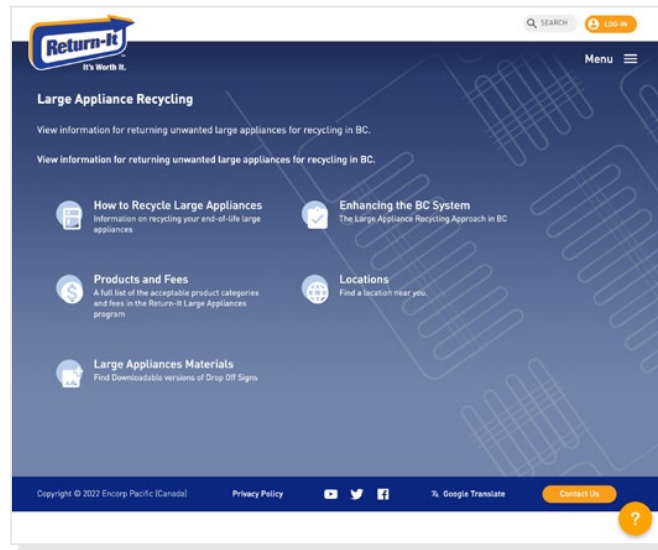 SEARCH
LOG-IN
Return-It
It's Worth It.
Menu
Large Appliance Recycling
View information for returning unwanted large appliances for recycling in BC.
View information for returning unwanted large appliances for recycling in BC.
How to Recycle Large Appliances
Information on recycling your end-of-life large
appliances
Enhancing the BC System
The Large Appliance Recycling Approach in BC
Products and Fees
A full list of the acceptable product categories
and fees in the Return-It Large Appliances
program
Locations
Find a location near you.
Large Appliances Materials
Find Downloadable versions of Drop Off Signs
Copyright © 2022 Encorp Pacific (Canada)
Privacy Policy
Google Translate
Contact Us
?